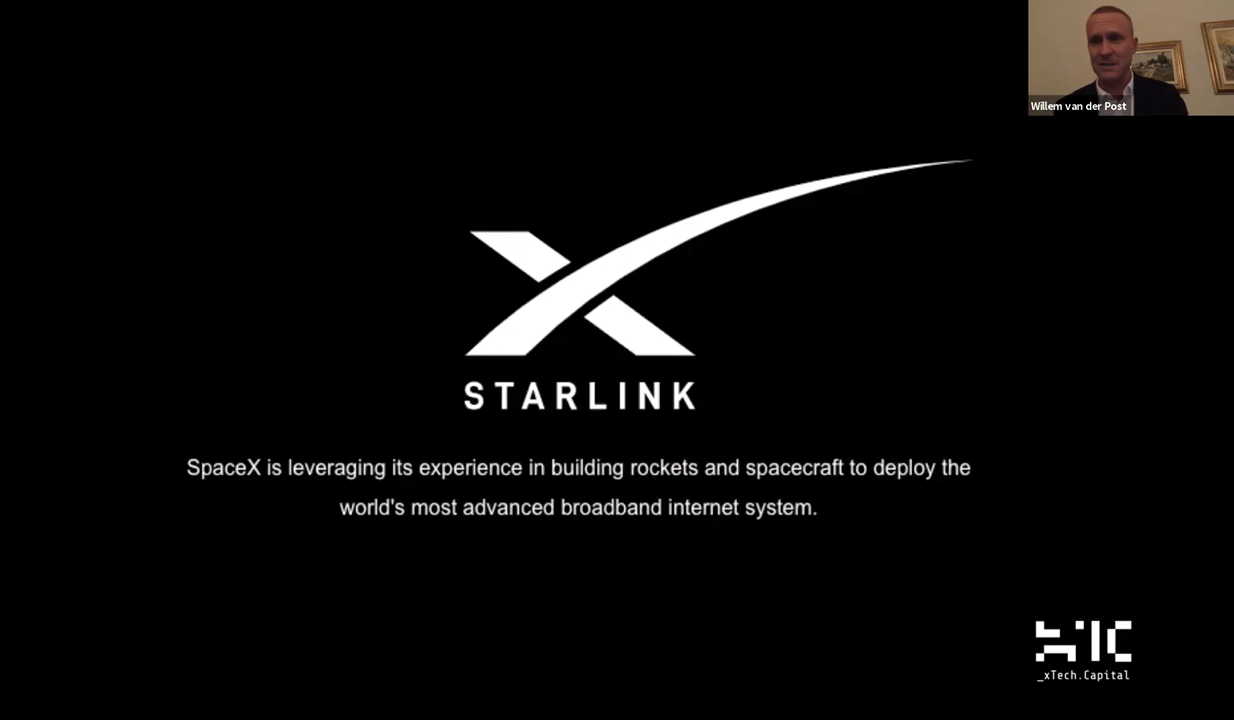 Willem van der Post
STARLINK
SpaceX is leveraging its experience in building rockets and spacecraft to deploy the
world's most advanced broadband internet system.
_xTech.Capital